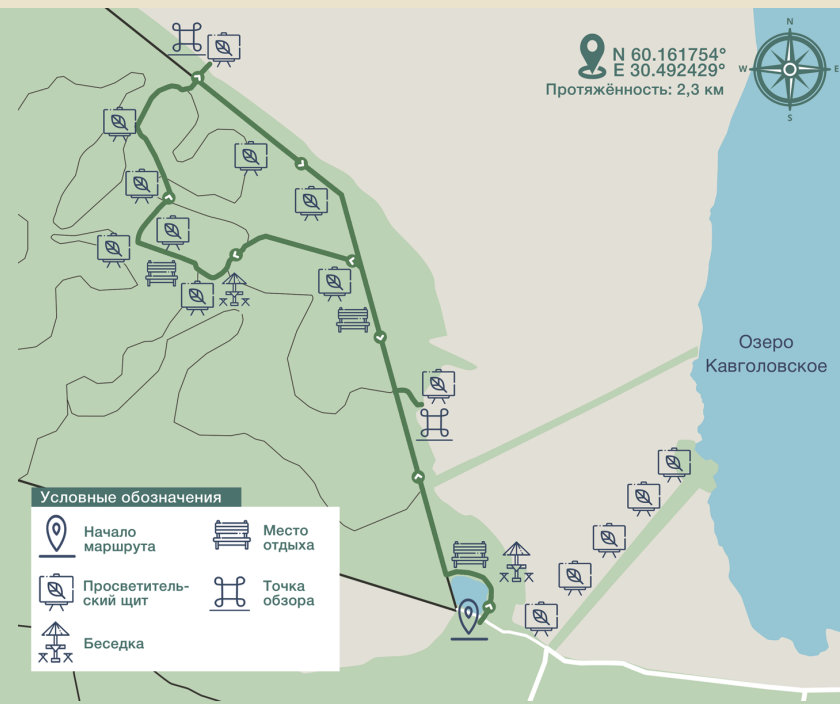 N
W
E
S
N 60.161754°
E 30.492429°
Протяжённость: 2,3 км
Озеро
Кавголовское
Условные обозначения
Начало
маршрута
Место
отдыха
Просветитель-
ский щит
Точка
обзора
Беседка